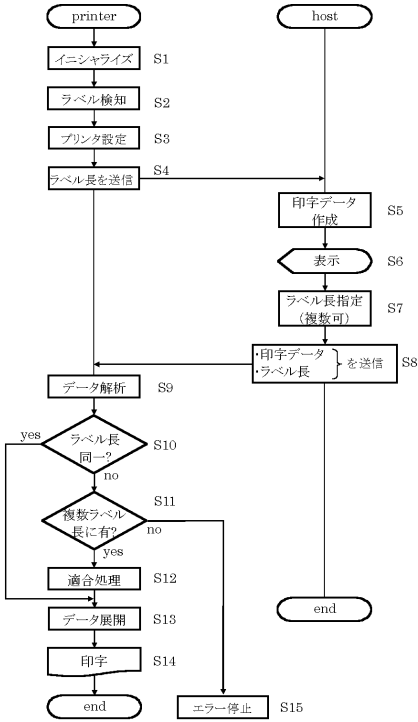 printer
host
イニシャライズ S1
ラベル検知 S2
プリンタ設定 S3
ラベル長を送信 S4
印字データ
作成 S5
表示 S6
ラベル長指定
(複数可) S7
・印字データ
・ラベル長
}を送信 S8
データ解析 S9
ラベル長
同一? S10
yes
no
複数ラベル
長に有? S11
no
yes
適合処理 S12
データ展開 S13
印字 S14
end
end
エラー停止 S15